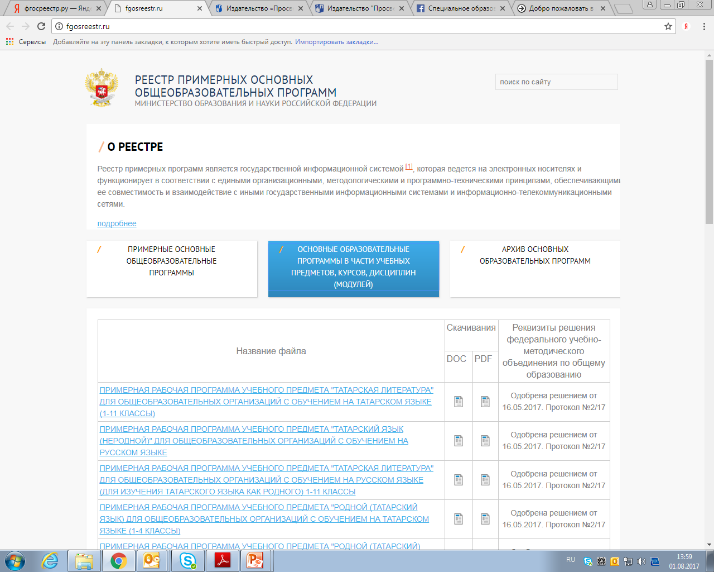 фгосреестр.ру — Янд
fgosreestr.ru
Издательство «Просв
Издательство "Просв
Специальное образо
Добро пожаловать в
fgosreestr.ru
Сервисы
Добавляйте на эту панель закладки, к которым хотите иметь быстрый доступ. Импортировать закладки...
РЕЕСТР ПРИМЕРНЫХ ОСНОВНЫХ
ОБЩЕОБРАЗОВАТЕЛЬНЫХ ПРОГРАММ
МИНИСТЕРСТВО ОБРАЗОВАНИЯ И НАУКИ РОССИЙСКОЙ ФЕДЕРАЦИИ
поиск по сайту
/ О РЕЕСТРЕ
Реестр примерных программ является государственной информационной системой [1], которая ведется на электронных носителях и
функционирует в соответствии с едиными организационными, методологическими и программно-техническими принципами, обеспечивающими
ее совместимость и взаимодействие с иными государственными информационными системами и информационно-телекоммуникационными
сетями.
подробнее
/ ПРИМЕРНЫЕ ОСНОВНЫЕ
ОБЩЕОБРАЗОВАТЕЛЬНЫЕ
ПРОГРАММЫ
/ ОСНОВНЫЕ ОБРАЗОВАТЕЛЬНЫЕ
ПРОГРАММЫ В ЧАСТИ УЧЕБНЫХ
ПРЕДМЕТОВ, КУРСОВ, ДИСЦИПЛИН
(МОДУЛЕЙ)
/ АРХИВ ОСНОВНЫХ
ОБРАЗОВАТЕЛЬНЫХ ПРОГРАММ
Название файла
Скачивания
DOC PDF
Реквизиты решения
федерального учебно-
методического
объединения по общему
образованию
ПРИМЕРНАЯ РАБОЧАЯ ПРОГРАММА УЧЕБНОГО ПРЕДМЕТА "ТАТАРСКАЯ ЛИТЕРАТУРА"
ДЛЯ ОБЩЕОБРАЗОВАТЕЛЬНЫХ ОРГАНИЗАЦИЙ С ОБУЧЕНИЕМ НА ТАТАРСКОМ ЯЗЫКЕ
(1-11 КЛАССЫ)
Одобрена решением от
16.05.2017. Протокол №2/17
ПРИМЕРНАЯ РАБОЧАЯ ПРОГРАММА УЧЕБНОГО ПРЕДМЕТА "ТАТАРСКИЙ ЯЗЫК
(НЕРОДНОЙ)" ДЛЯ ОБЩЕОБРАЗОВАТЕЛЬНЫХ ОРГАНИЗАЦИЙ С ОБУЧЕНИЕМ НА
РУССКОМ ЯЗЫКЕ
Одобрена решением от
16.05.2017. Протокол №2/17
ПРИМЕРНАЯ РАБОЧАЯ ПРОГРАММА УЧЕБНОГО ПРЕДМЕТА "ТАТАРСКАЯ ЛИТЕРАТУРА"
ДЛЯ ОБЩЕОБРАЗОВАТЕЛЬНЫХ ОРГАНИЗАЦИЙ С ОБУЧЕНИЕМ НА РУССКОМ ЯЗЫКЕ
(ДЛЯ ИЗУЧЕНИЯ ТАТАРСКОГО ЯЗЫКА КАК РОДНОГО) 1-11 КЛАССЫ
Одобрена решением от
16.05.2017. Протокол №2/17
ПРИМЕРНАЯ РАБОЧАЯ ПРОГРАММА УЧЕБНОГО ПРЕДМЕТА "РОДНОЙ (ТАТАРСКИЙ
ЯЗЫК) ДЛЯ ОБЩЕОБРАЗОВАТЕЛЬНЫХ ОРГАНИЗАЦИЙ С ОБУЧЕНИЕМ НА ТАТАРСКОМ
ЯЗЫКЕ (1-4 КЛАССЫ)
Одобрена решением от
16.05.2017. Протокол №2/17
ПРИМЕРНАЯ РАБОЧАЯ ПРОГРАММА УЧЕБНОГО ПРЕДМЕТА "РОДНОЙ (ТАТАРСКИЙ)
RU
13:59
01.08.2017